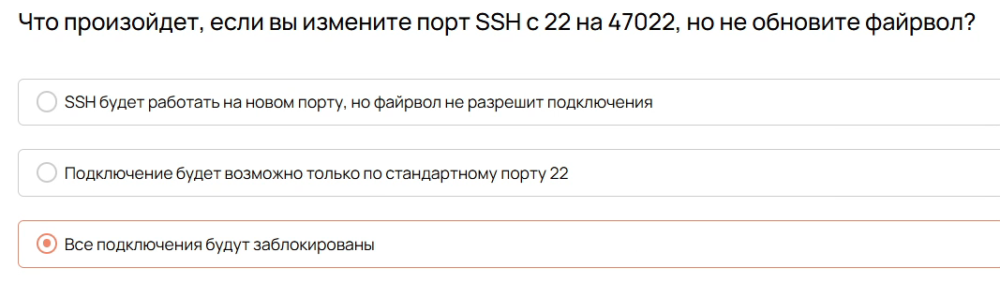 Что произойдет, если вы измените порт SSH с 22 на 47022, но не обновите файрвол?
SSH будет работать на новом порту, но файрвол не разрешит подключения
Подключение будет возможно только по стандартному порту 22
Все подключения будут заблокированы